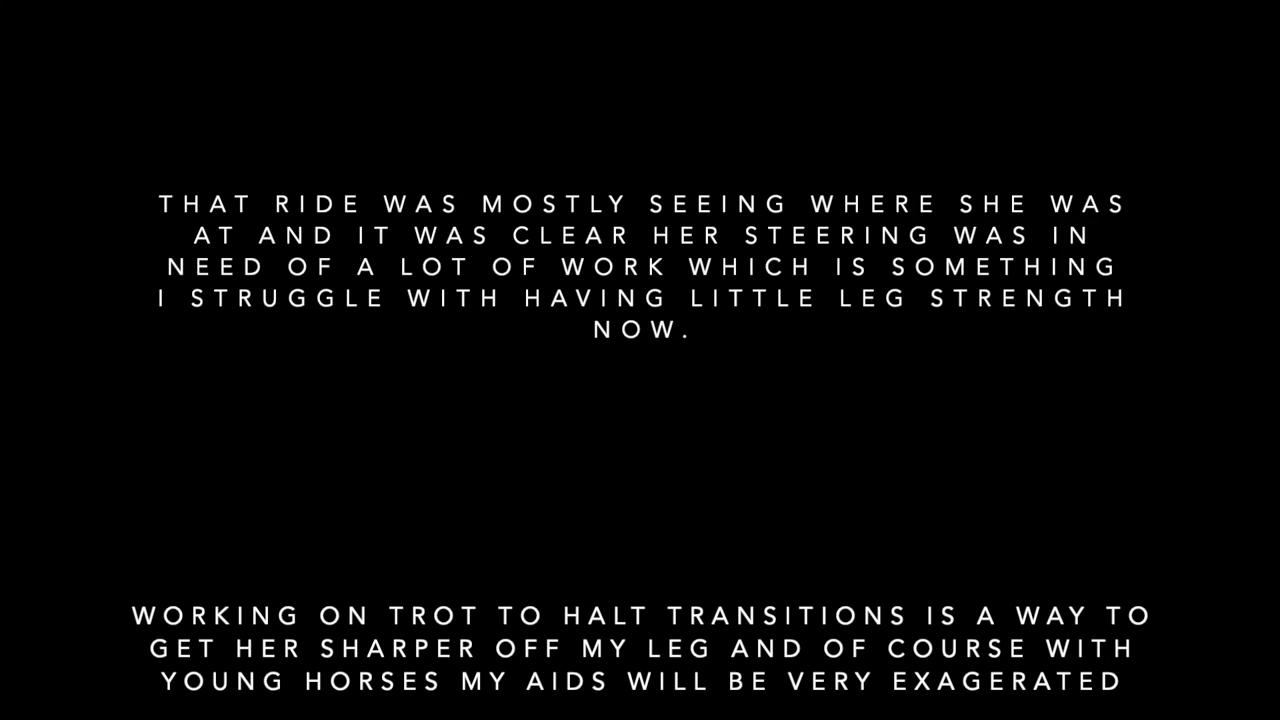 THAT RIDE WAS MOSTLY SEEING WHERE SHE WAS
AT AND IT WAS CLEAR HER STEERING WAS IN
NEED OF A LOT OF WORK WHICH IS SOMETHING
I STRUGGLE WITH HAVING LITTLE LEG STRENGTH
NOW.
WORKING ON TROT TO HALT TRANSITIONS IS A WAY TO
GET HER SHARPER OFF MY LEG AND OF COURSE WITH
YOUNG HORSES MY AIDS WILL BE VERY EXAGERATED